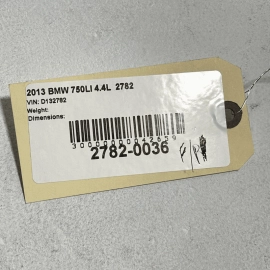 2013 BMW 750LI 4.4L 2782
VIN: D132782
Weight:
Dimensions:
2782-0036